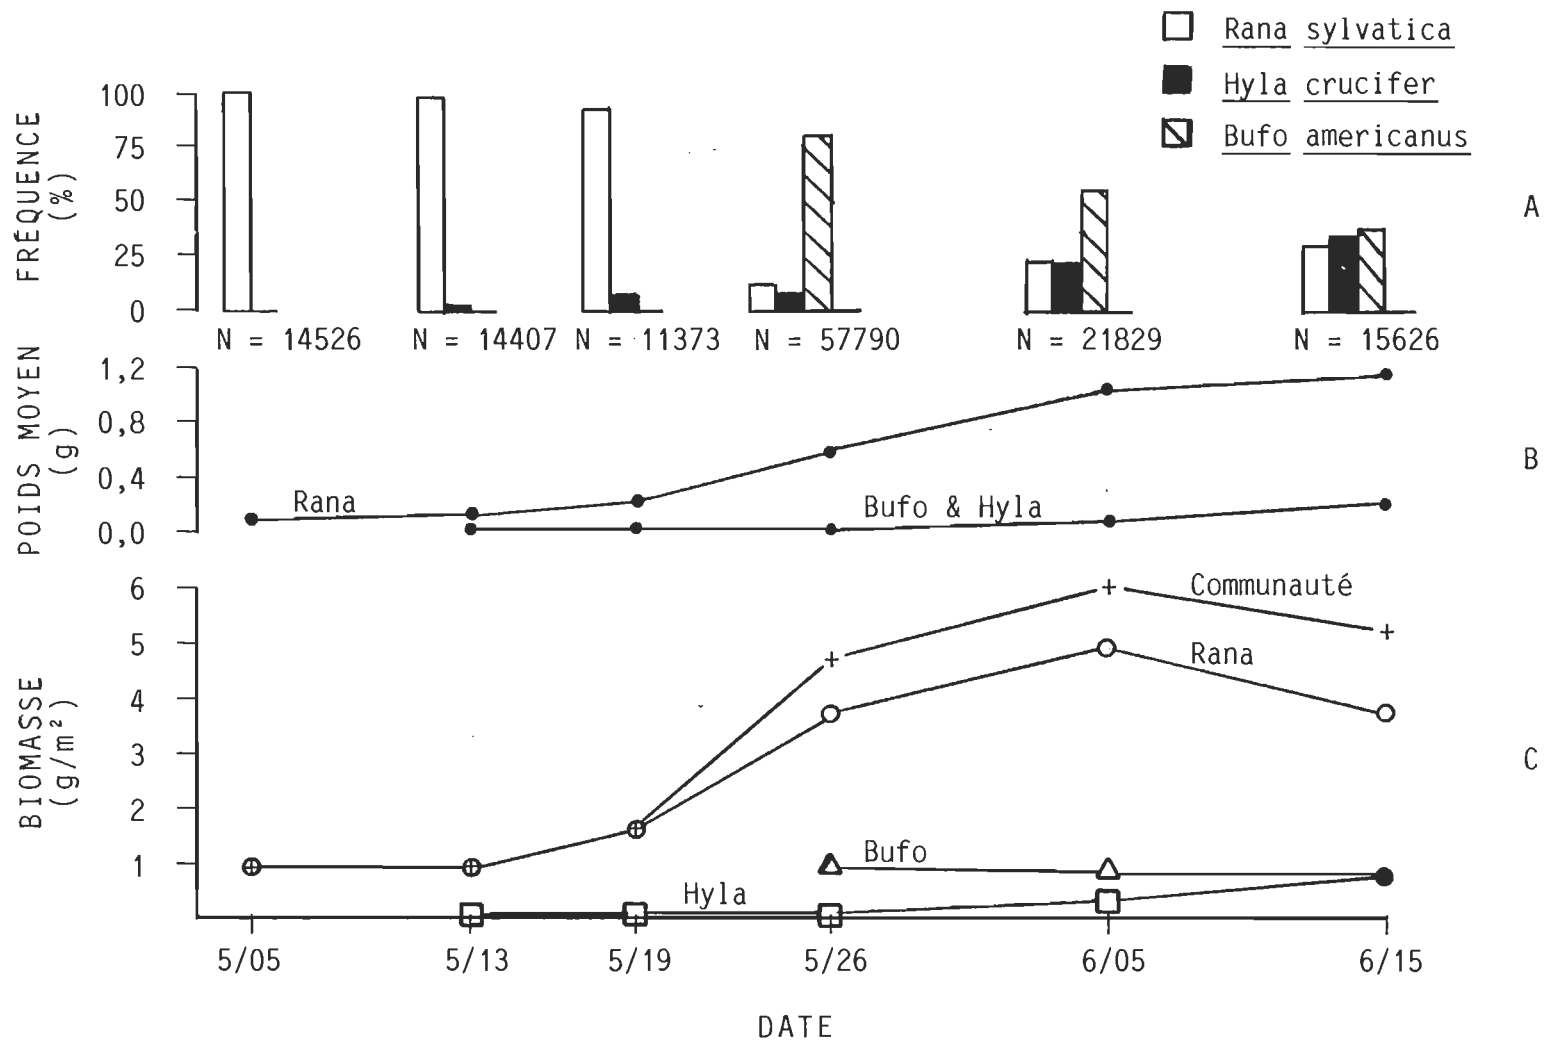 Rana sylvatica
Hyla crucifer
Bufo americanus
FRÉQUENCE
(%)
100
75
50
25
0
A
N = 14526
N = 14407
N = 11373
N = 57790
N = 21829
N = 15626
POIDS MOYEN
(g)
1,2
0,8
0,4
0,0
Rana
Bufo & Hyla
B
BIOMASSE
(g/m²)
6
5
4
3
2
1
Communauté
Rana
Bufo
Hyla
C
5/05
5/13
5/19
5/26
6/05
6/15
DATE